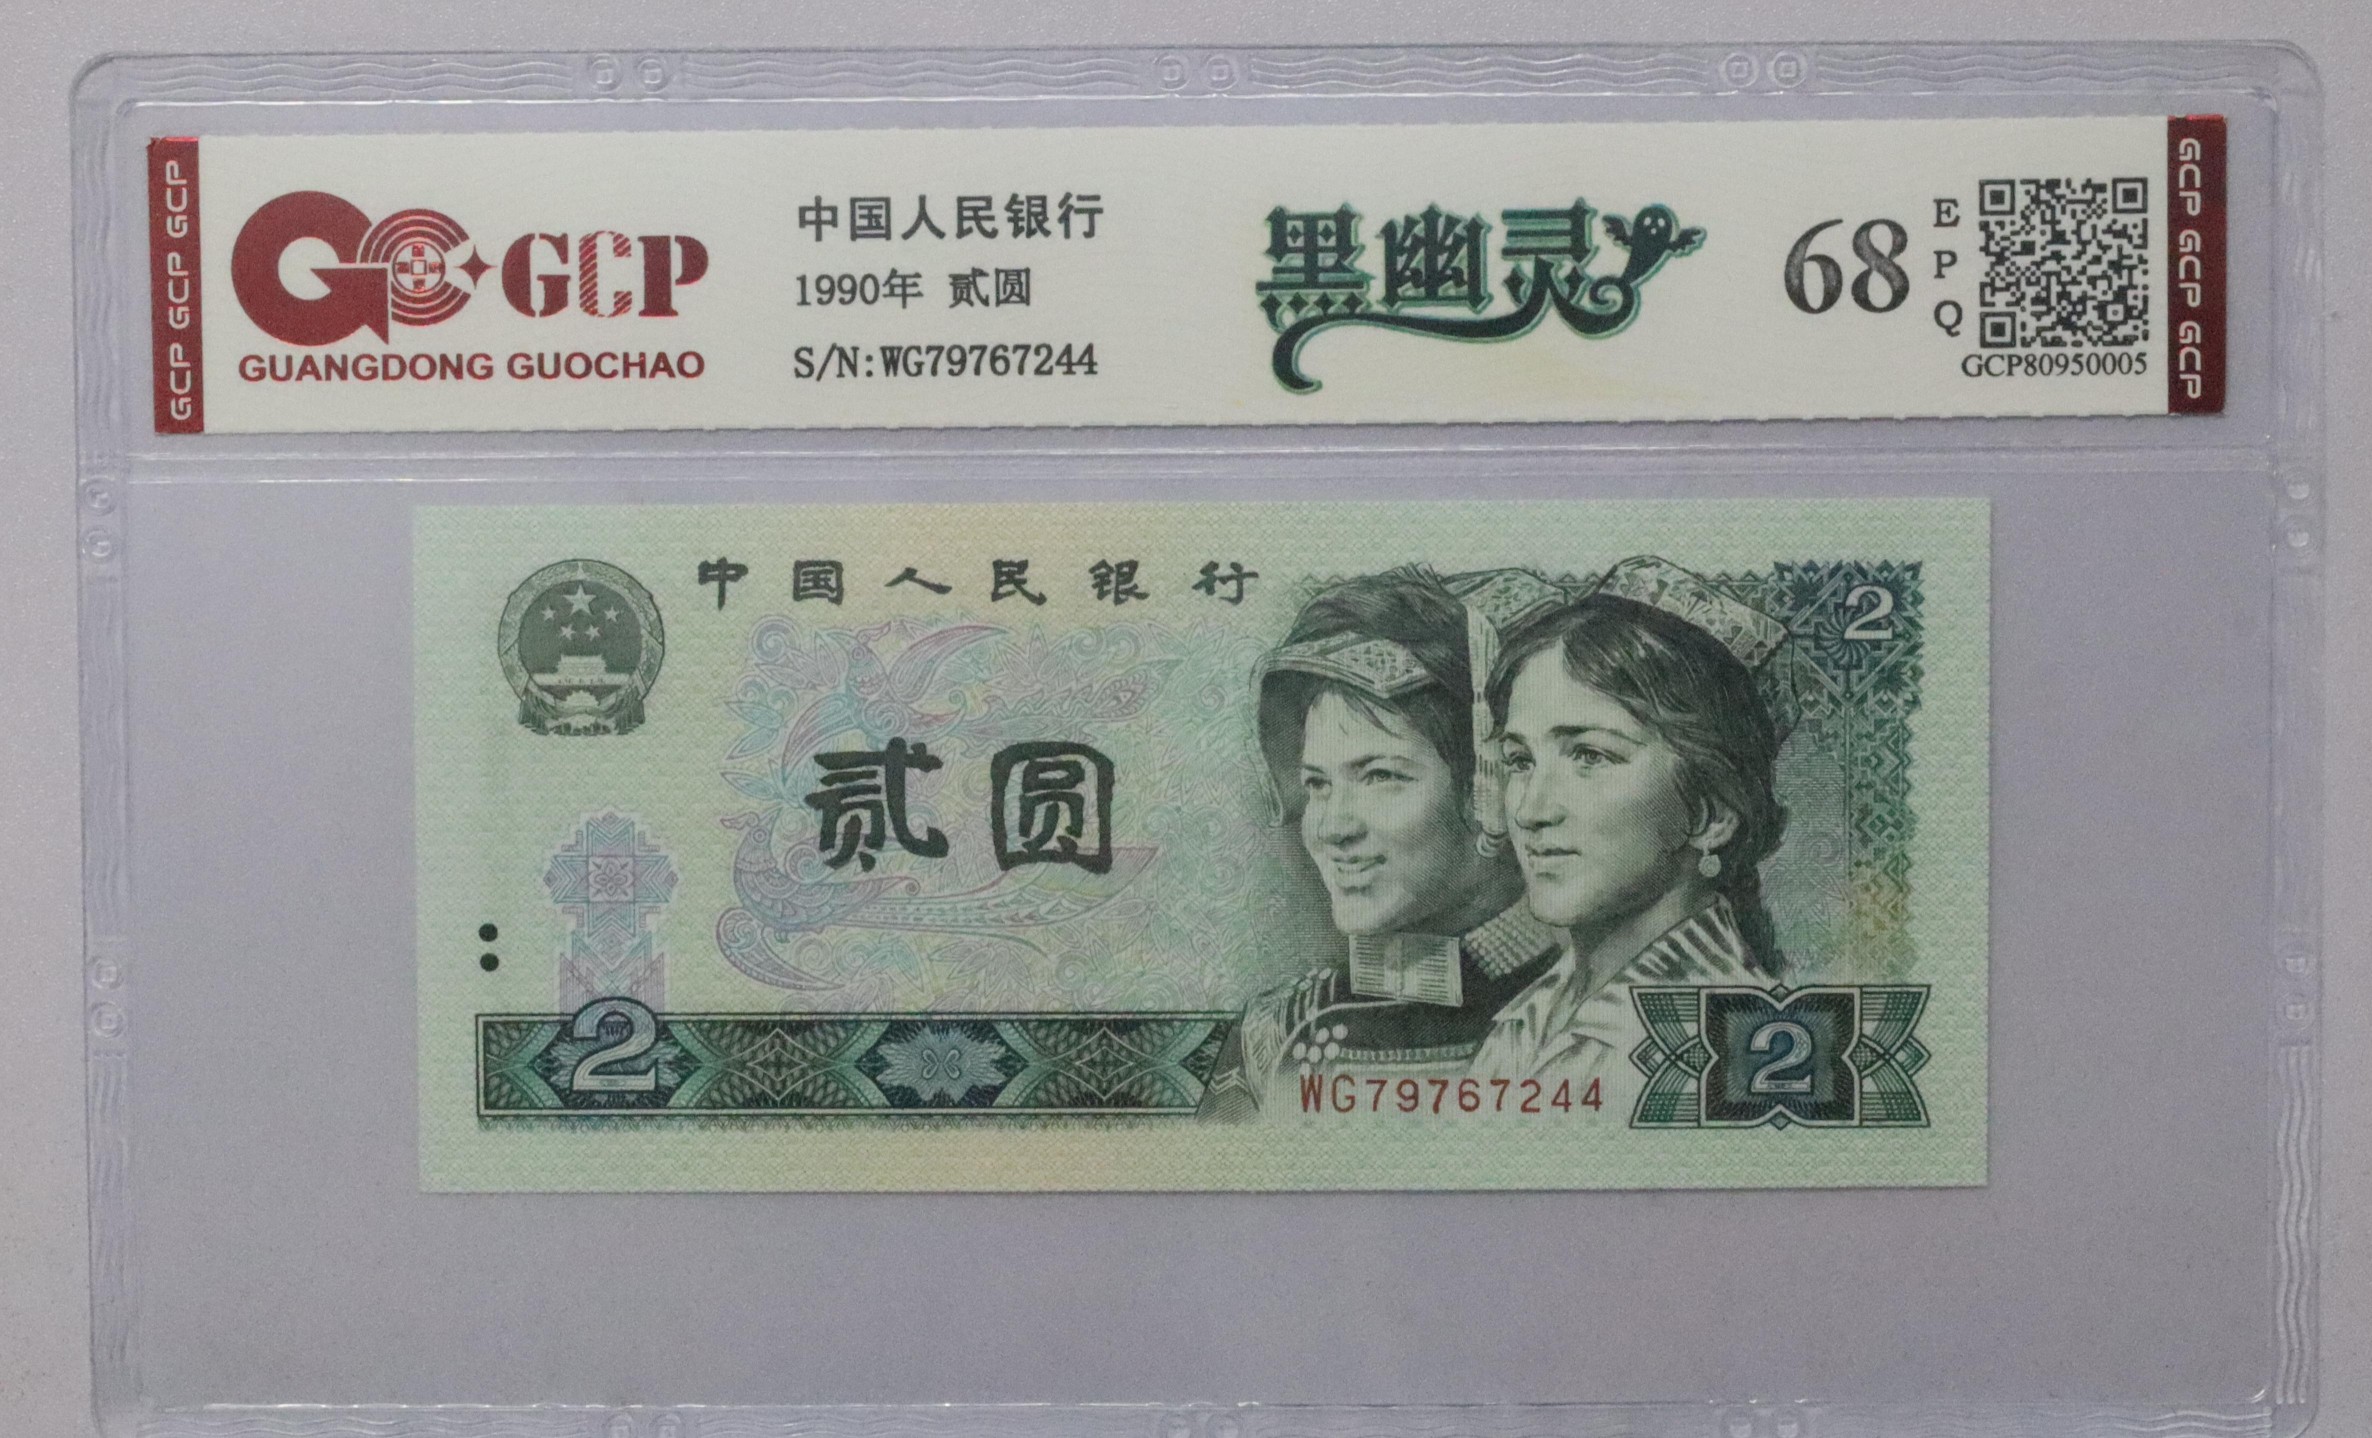 GCP GCP GCP
GCP
GUANGDONG GUOCHAO
中国人民银行
1990年 贰圆
S/N:WG79767244
黑幽灵
68
EPQ
GCP80950005
GCP GCP GCP
中国人民银行
2
贰圆
2
WG79767244
2